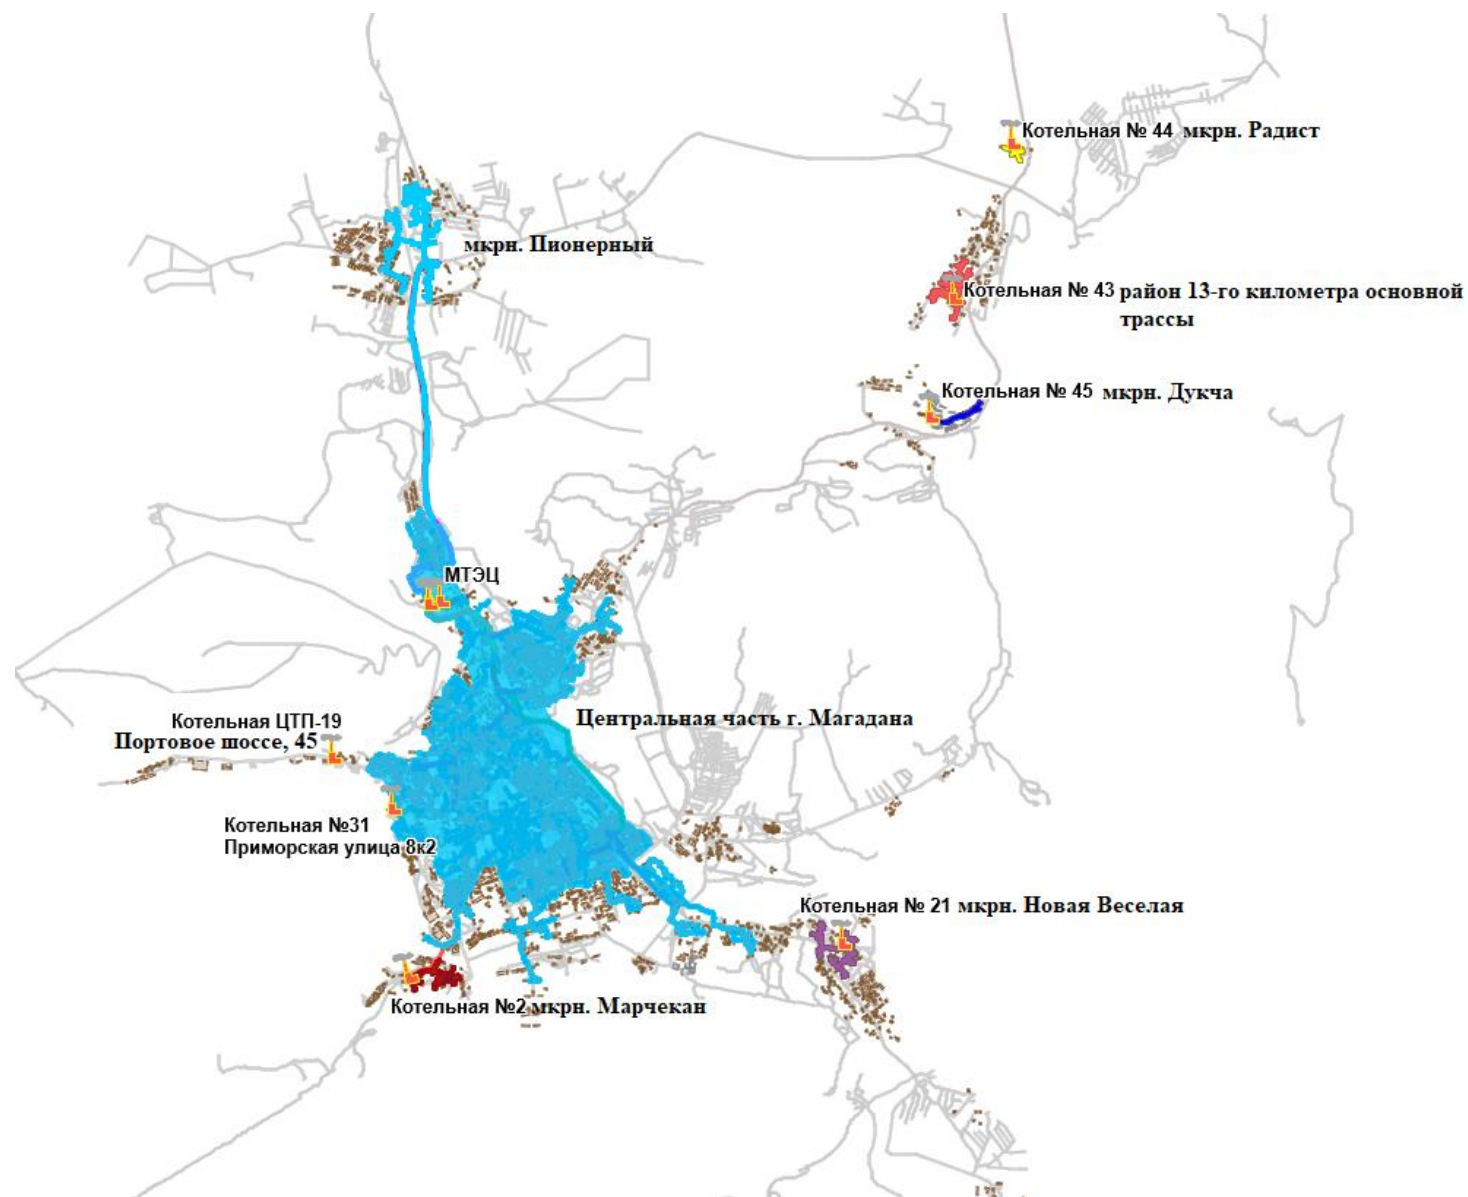 Котельная № 44 мкрн. Радист
мкрн. Пионерный
Котельная № 43 район 13-го километра основной
трассы
Котельная № 45 мкрн. Дукча
МТЭЦ
Котельная ЦТП-19
Портовое шоссе, 45
Центральная часть г. Магадана
Котельная №31
Приморская улица 8к2
Котельная № 21 мкрн. Новая Веселая
Котельная №2 мкрн. Марчекан